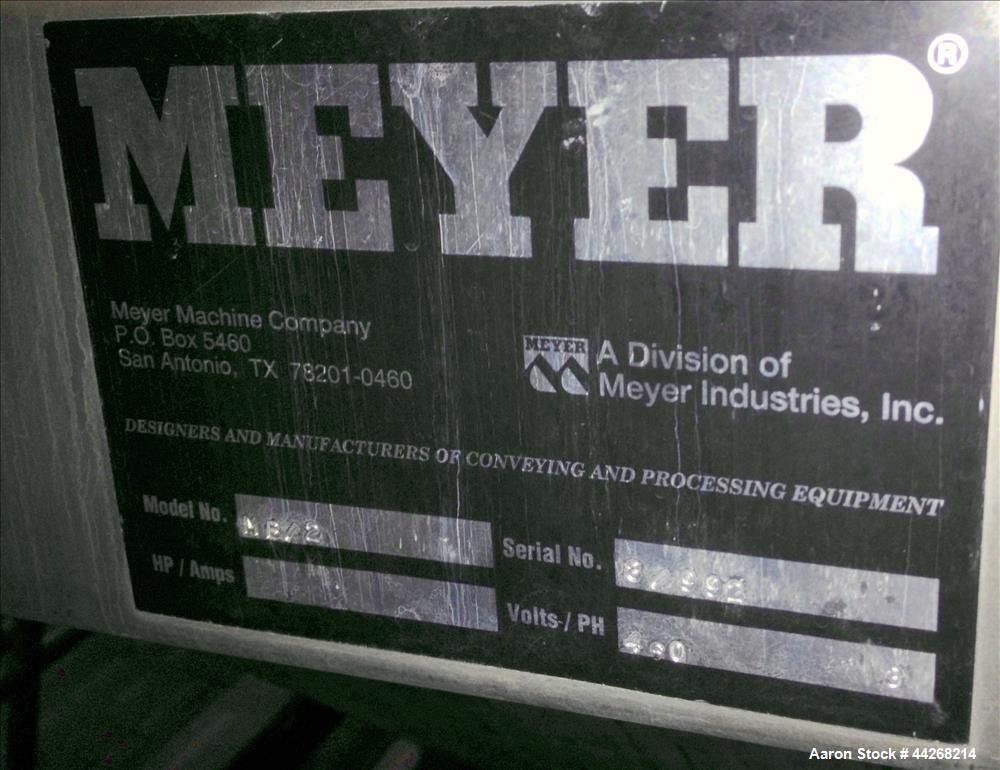 MEYER®
Meyer Machine Company
P.O. Box 5460
San Antonio, TX 78201-0460
MEYER
A Division of
Meyer Industries, Inc.
DESIGNERS AND MANUFACTURERS OF CONVEYING AND PROCESSING EQUIPMENT
Model No.
Serial No.
HP / Amps
Volts / PH
Aaron Stock # 44268214